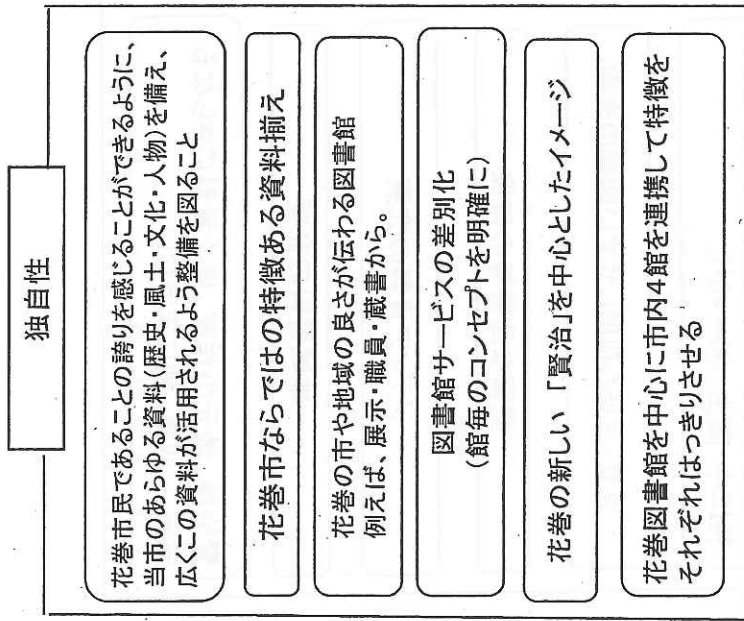 独自性
花巻市民であることの誇りを感じることができるように、
当市のあらゆる資料(歴史・風土・文化・人物)を備え、
広くこの資料が活用されるよう整備を図ること
花巻市ならではの特徴ある資料揃え
花巻の市や地域の良さが伝わる図書館
例えば、展示・職員・蔵書から。
図書館サービスの差別化
(館毎のコンセプトを明確に)
花巻の新しい「賢治」を中心としたイメージ
花巻図書館を中心に市内4館を連携して特徴を
それぞれはっきりさせる